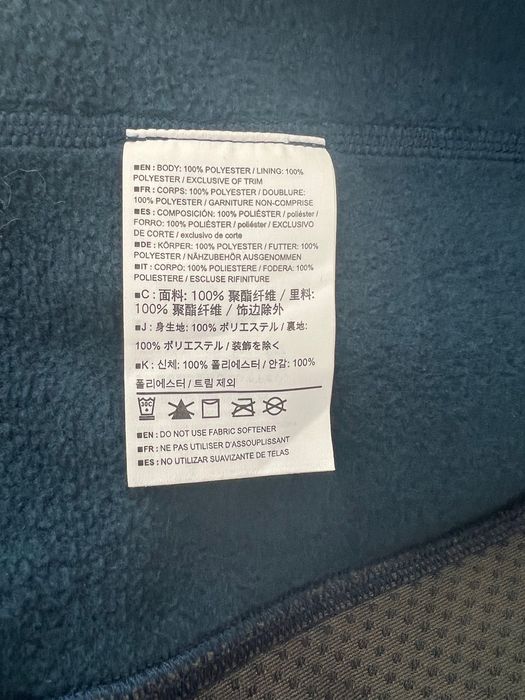 ■EN : BODY: 100% POLYESTER / LINING: 100%
POLYESTER / EXCLUSIVE OF TRIM
■FR : CORPS: 100% POLYESTER / DOUBLURE:
100% POLYESTER / GARNITURE NON-COMPRISE
■ES : COMPOSICIÓN: 100% POLIÉSTER / poliéster /
FORRO: 100% POLIÉSTER / poliéster / EXCLUSIVO
DE CORTE / exclusivo de corte
■DE : KÖRPER: 100% POLYESTER / FUTTER: 100%
POLYESTER / NÄHZUBEHÖR AUSGENOMMEN
■IT : CORPO: 100% POLIESTERE / FODERA: 100%
POLIESTERE / ESCLUSE RIFINITURE
■C : 面料: 100% 聚酯纤维 / 里料:
100% 聚酯纤维 / 饰边除外
■J : 身生地: 100% ポリエステル / 裏地:
100% ポリエステル / 装飾を除く
■K : 신체: 100% 폴리에스터 / 안감: 100%
폴리에스터 / 트림 제외
30C
■EN : DO NOT USE FABRIC SOFTENER
■FR : NE PAS UTILISER D'ASSOUPLISSANT
■ES : NO UTILIZAR SUAVIZANTE DE TELAS